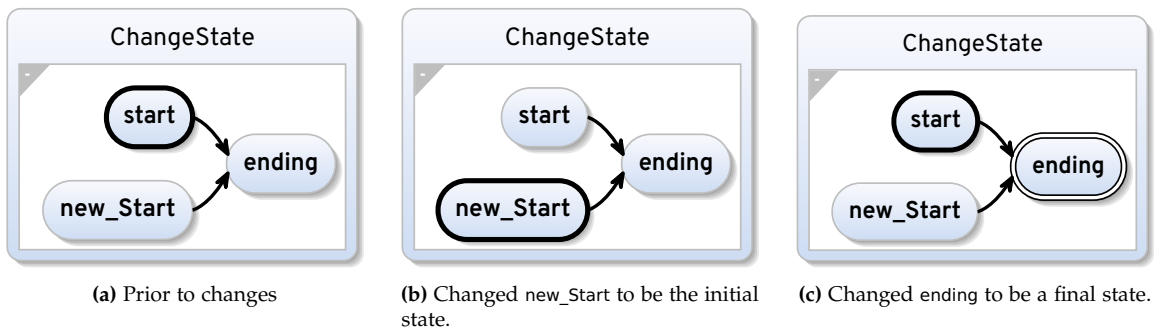 ChangeState
-
start
ending
new_Start
(a) Prior to changes
ChangeState
-
start
ending
new_Start
(b) Changed new_Start to be the initial
state.
ChangeState
-
start
ending
new_Start
(c) Changed ending to be a final state.